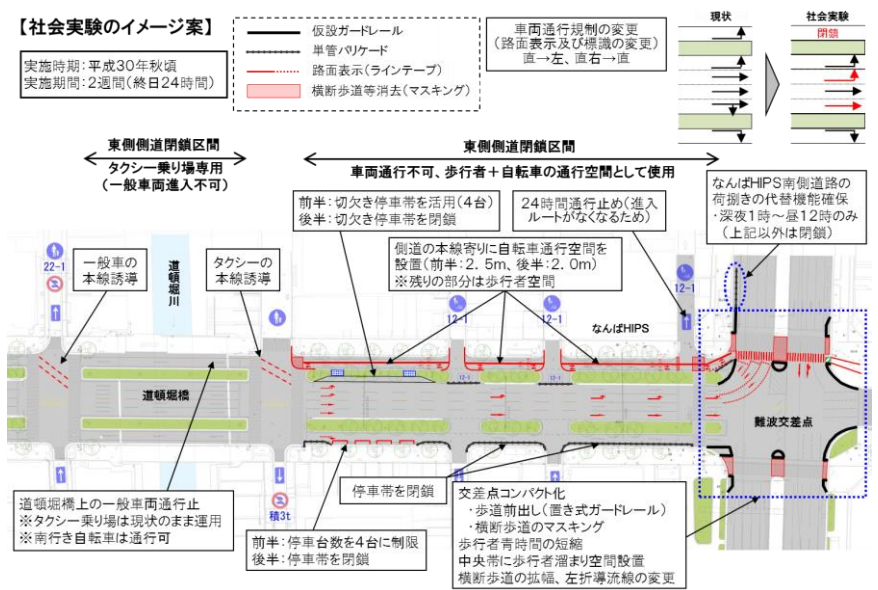 【社会実験のイメージ案】
実施時期：平成30年秋頃
実施期間：2週間（終日24時間）
仮設ガードレール
単管バリケード
路面表示（ラインテープ）
横断歩道等消去（マスキング）
車両通行規制の変更
（路面表示及び標識の変更）
直→左、直右→直
現状
社会実験
閉鎖
東側側道閉鎖区間
タクシー乗り場専用
（一般車両進入不可）
東側側道閉鎖区間
車両通行不可、歩行者＋自転車の通行空間として使用
前半：切欠き停車帯を活用（4台）
後半：切欠き停車帯を閉鎖
24時間通行止め（進入
ルートがなくなるため）
なんばHIPS南側道路の
荷捌きの代替機能確保
・深夜1時～昼12時のみ
（上記以外は閉鎖）
一般車の
本線誘導
タクシーの
本線誘導
側道の本線寄りに自転車通行空間を
設置（前半：2．5m、後半：2．0m）
※残りの部分は歩行者空間
22-1
道頓堀川
12-1
12-1
12-1
なんばHIPS
12-1
12-1
道頓堀橋
難波交差点
積3t
道頓堀橋上の一般車両通行止
※タクシー乗り場は現状のまま運用
※南行き自転車は通行可
前半：停車台数を4台に制限
後半：停車帯を閉鎖
停車帯を閉鎖
交差点コンパクト化
・歩道前出し（置き式ガードレール）
・横断歩道のマスキング
歩行者青時間の短縮
中央帯に歩行者溜まり空間設置
横断歩道の拡幅、左折導流線の変更